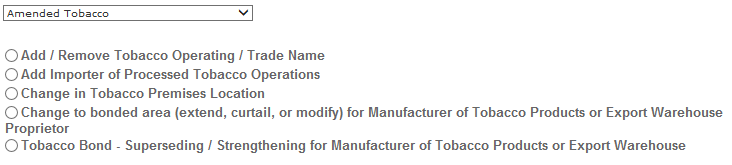 Amended Tobacco
Add / Remove Tobacco Operating / Trade Name
Add Importer of Processed Tobacco Operations
Change in Tobacco Premises Location
Change to bonded area (extend, curtail, or modify) for Manufacturer of Tobacco Products or Export Warehouse
Proprietor
Tobacco Bond - Superseding / Strengthening for Manufacturer of Tobacco Products or Export Warehouse